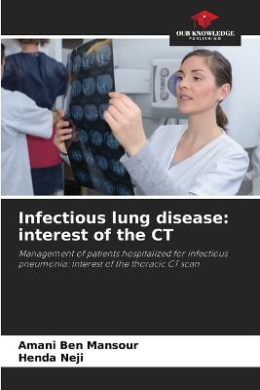 OUR KNOWLEDGE
PUBLISHING
Infectious lung disease:
interest of the CT
Management of patients hospitalized for infectious
pneumonia: interest of the thoracic CT scan
Amani Ben Mansour
Henda Neji